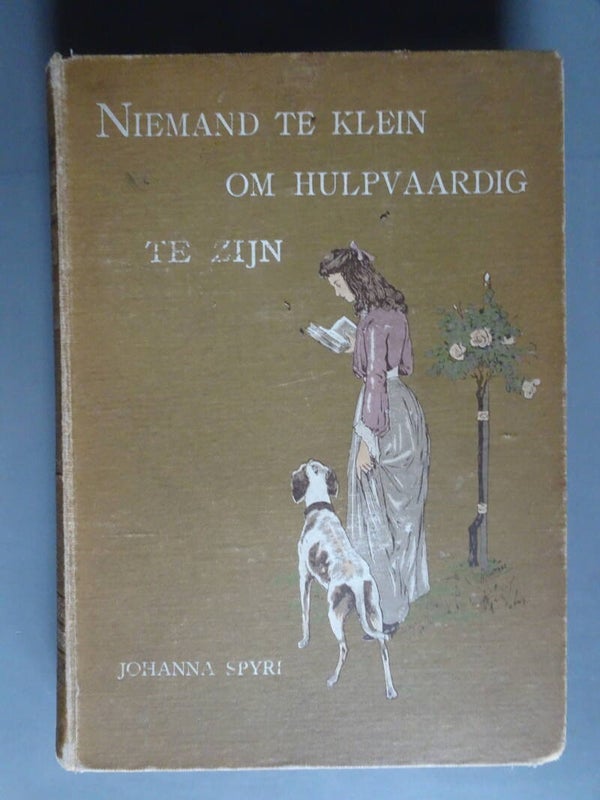 NIEMAND TE KLEIN
OM HULPVAARDIG
TE ZIJN
JOHANNA SPYRI